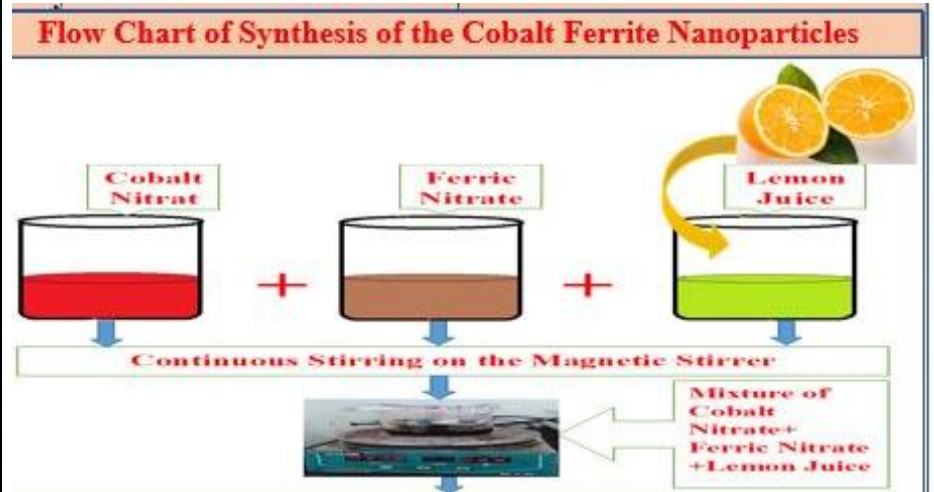 Flow Chart of Synthesis of the Cobalt Ferrite Nanoparticles
Cobalt
Nitrat
Ferric
Nitrate
Lemon
Juice
Continuous Stirring on the Magnetic Stirrer
Mixture of
Cobalt
Nitrate+
Ferric Nitrate
+Lemon Juice